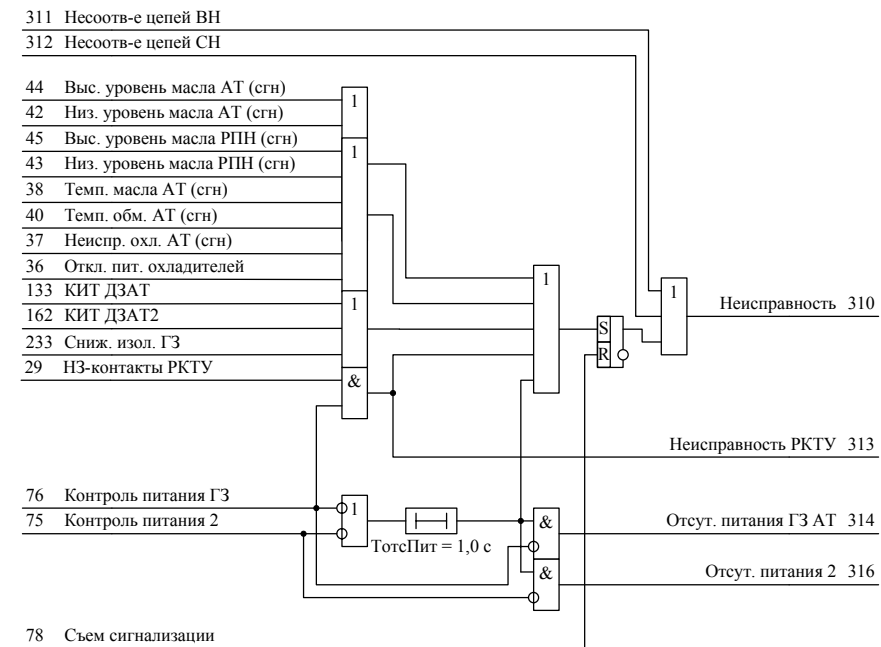 311 Несоотв-е цепей ВН
312 Несоотв-е цепей СН
44 Выс. уровень масла АТ (сгн)
1
42 Низ. уровень масла АТ (сгн)
45 Выс. уровень масла РПН (сгн)
1
43 Низ. уровень масла РПН (сгн)
38 Темп. масла АТ (сгн)
40 Темп. обм. АТ (сгн)
37 Неиспр. охл. АТ (сгн)
36 Откл. пит. охладителей
1
133 КИТ ДЗАТ
1
1
Неисправность 310
162 КИТ ДЗАТ2
S
233 Сниж. изол. ГЗ
R
29 НЗ-контакты РКТУ
&
Неисправность РКТУ 313
76 Контроль питания ГЗ
1
75 Контроль питания 2
&
Отсут. питания ГЗ АТ 314
TотсПит = 1,0 с
&
Отсут. питания 2 316
78 Съем сигнализации